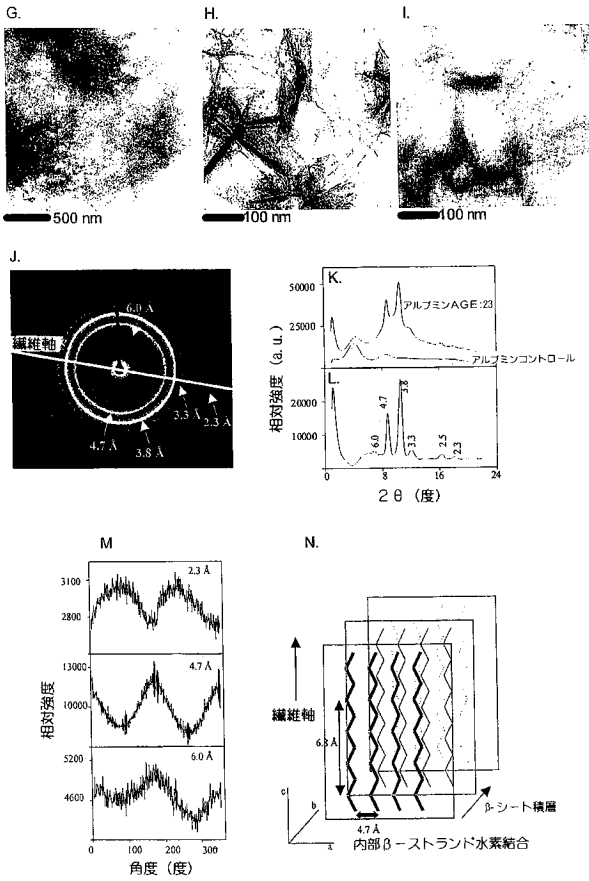 G.
H.
I.
500 nm
100 nm
100 nm
J.
6.0 Å
繊維軸
3.3 Å
2.3 Å
4.7 Å
3.8 Å
K.
50000
25000
アルブミンAGE:23
アルブミンコントロール
相対強度 (a.u.)
L.
20000
10000
6.0
4.7
3.8
3.3
2.5
2.3
0
8
16
24
2θ (度)
M
2.3 Å
3100
2800
4.7 Å
13000
10000
6.0 Å
5200
4600
相対強度
0
100
200
300
角度 (度)
N.
繊維軸
6.8 Å
c
b
a
4.7 Å
β-シート積層
内部β-ストランド水素結合